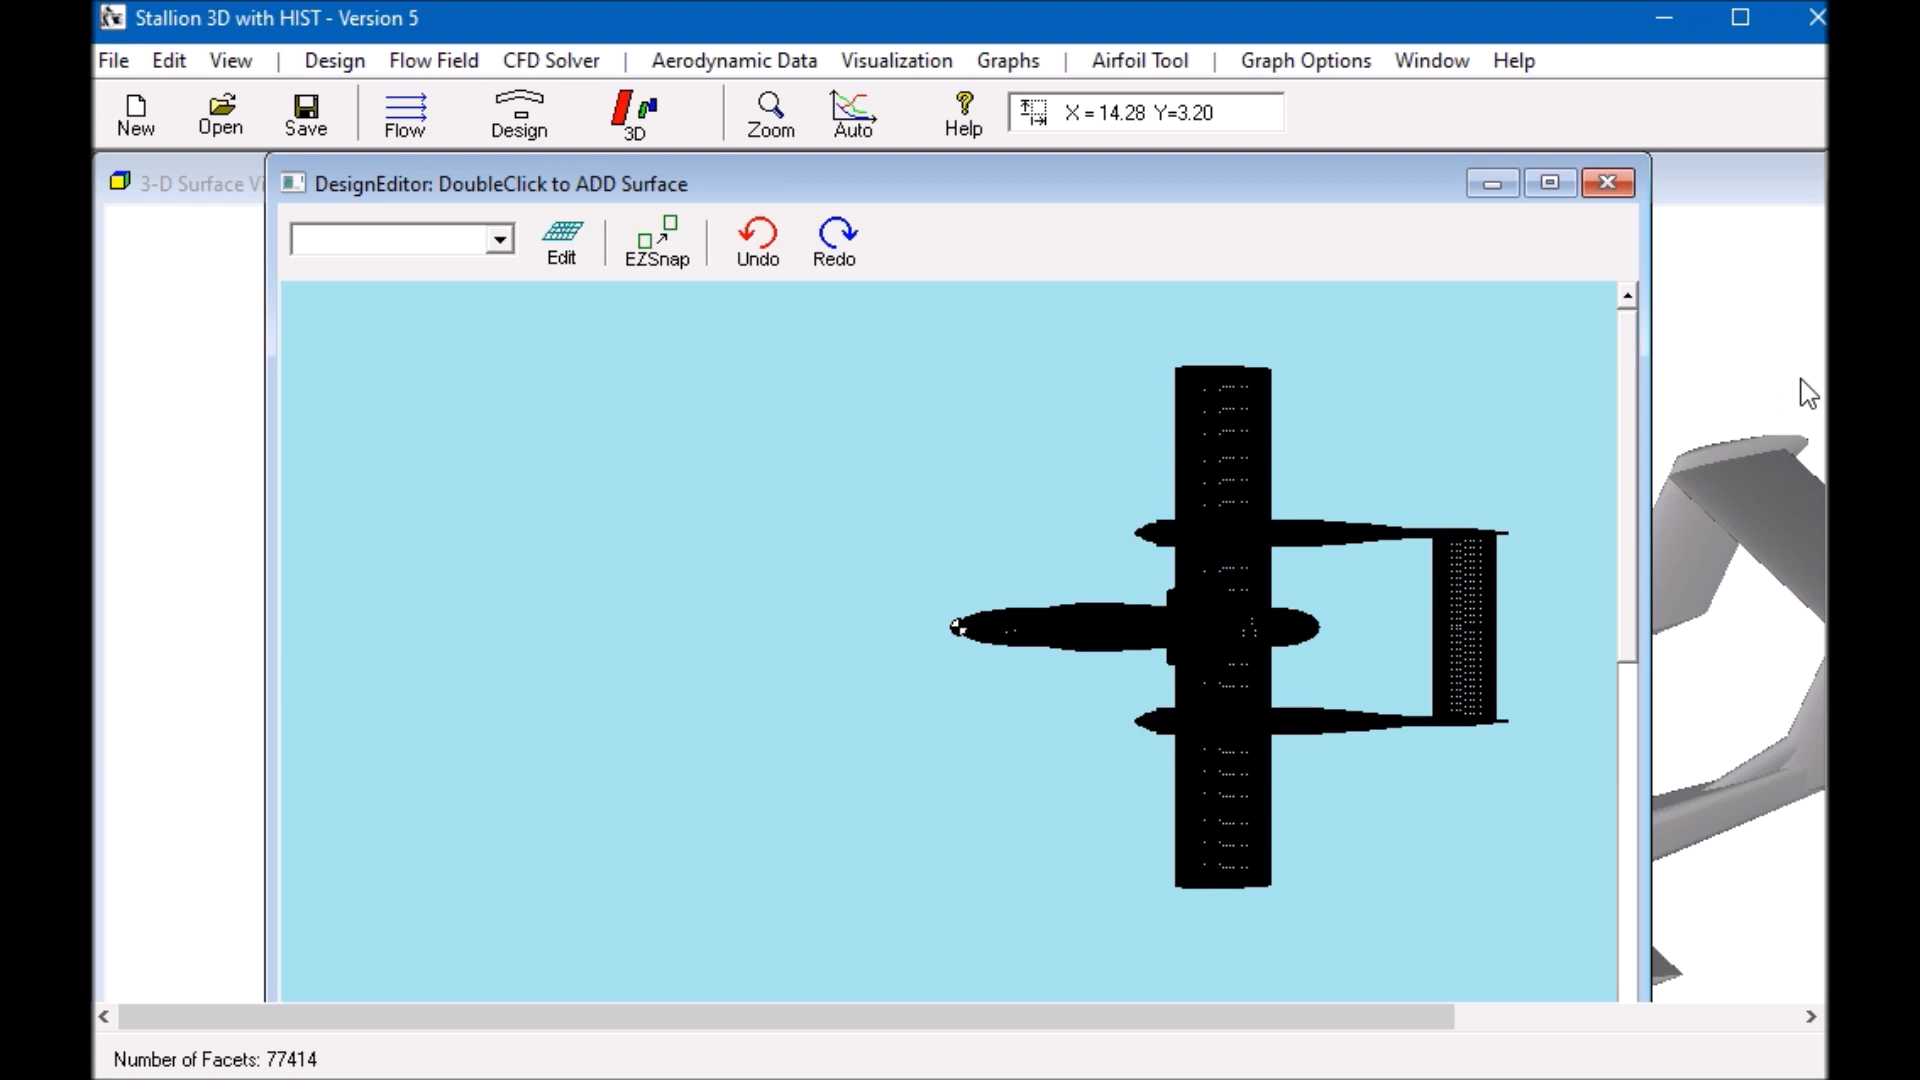 Stallion 3D with HIST - Version 5
File Edit View | Design Flow Field CFD Solver | Aerodynamic Data Visualization Graphs | Airfoil Tool | Graph Options Window Help
New Open Save Flow Design 3D Zoom Auto Help X = 14.28 Y=3.20
3-D Surface Vi
DesignEditor: DoubleClick to ADD Surface
Edit EZSnap Undo Redo
Number of Facets: 77414